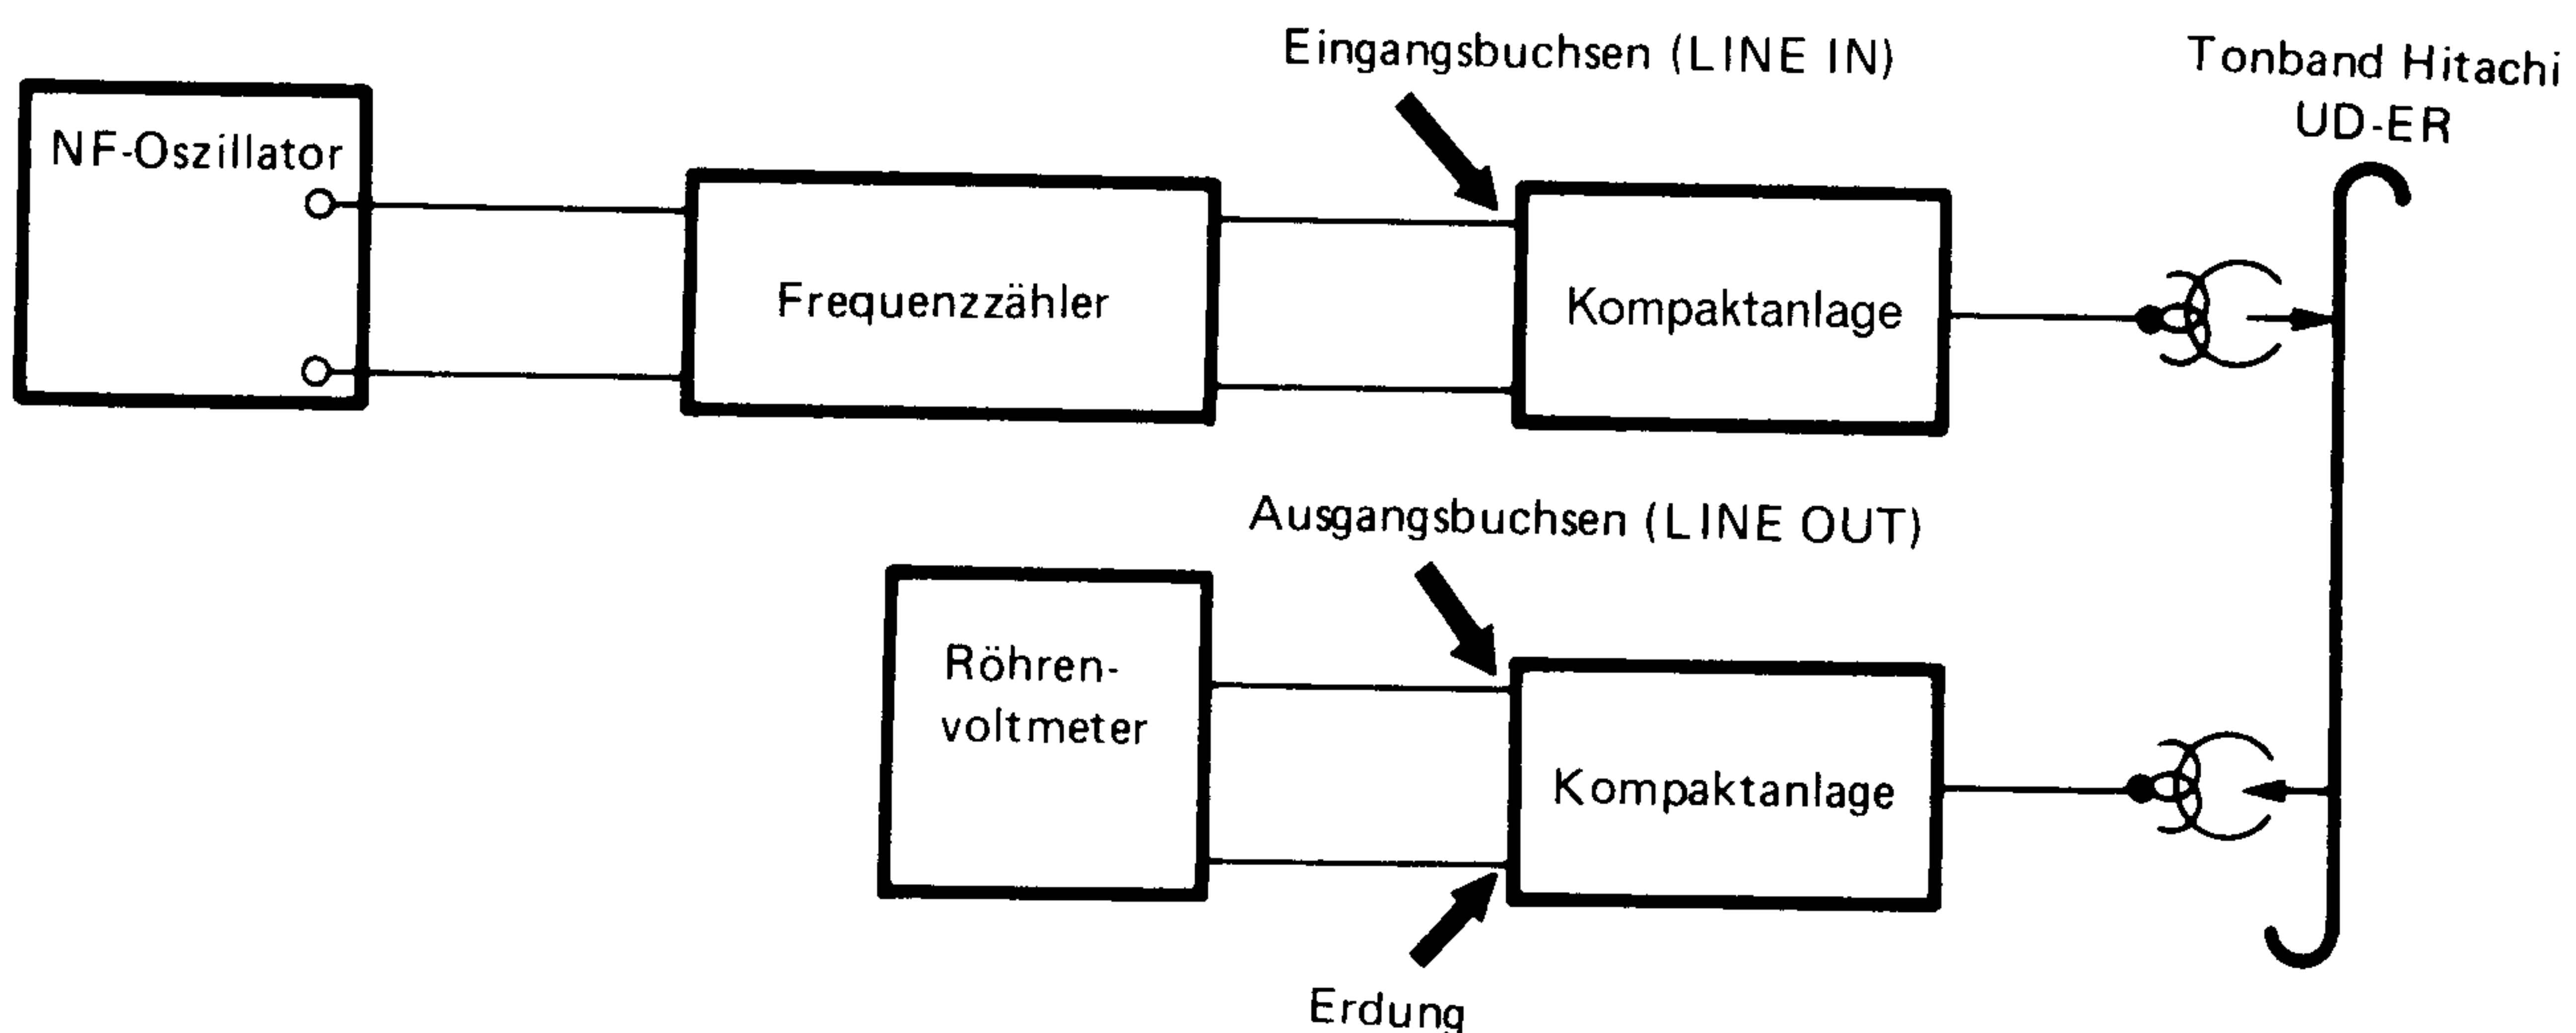 Eingangsbuchsen (LINE IN)
Tonband Hitachi
UD-ER
NF-Oszillator
Frequenzzähler
Kompaktanlage
Ausgangsbuchsen (LINE OUT)
Röhren-
voltmeter
Kompaktanlage
Erdung